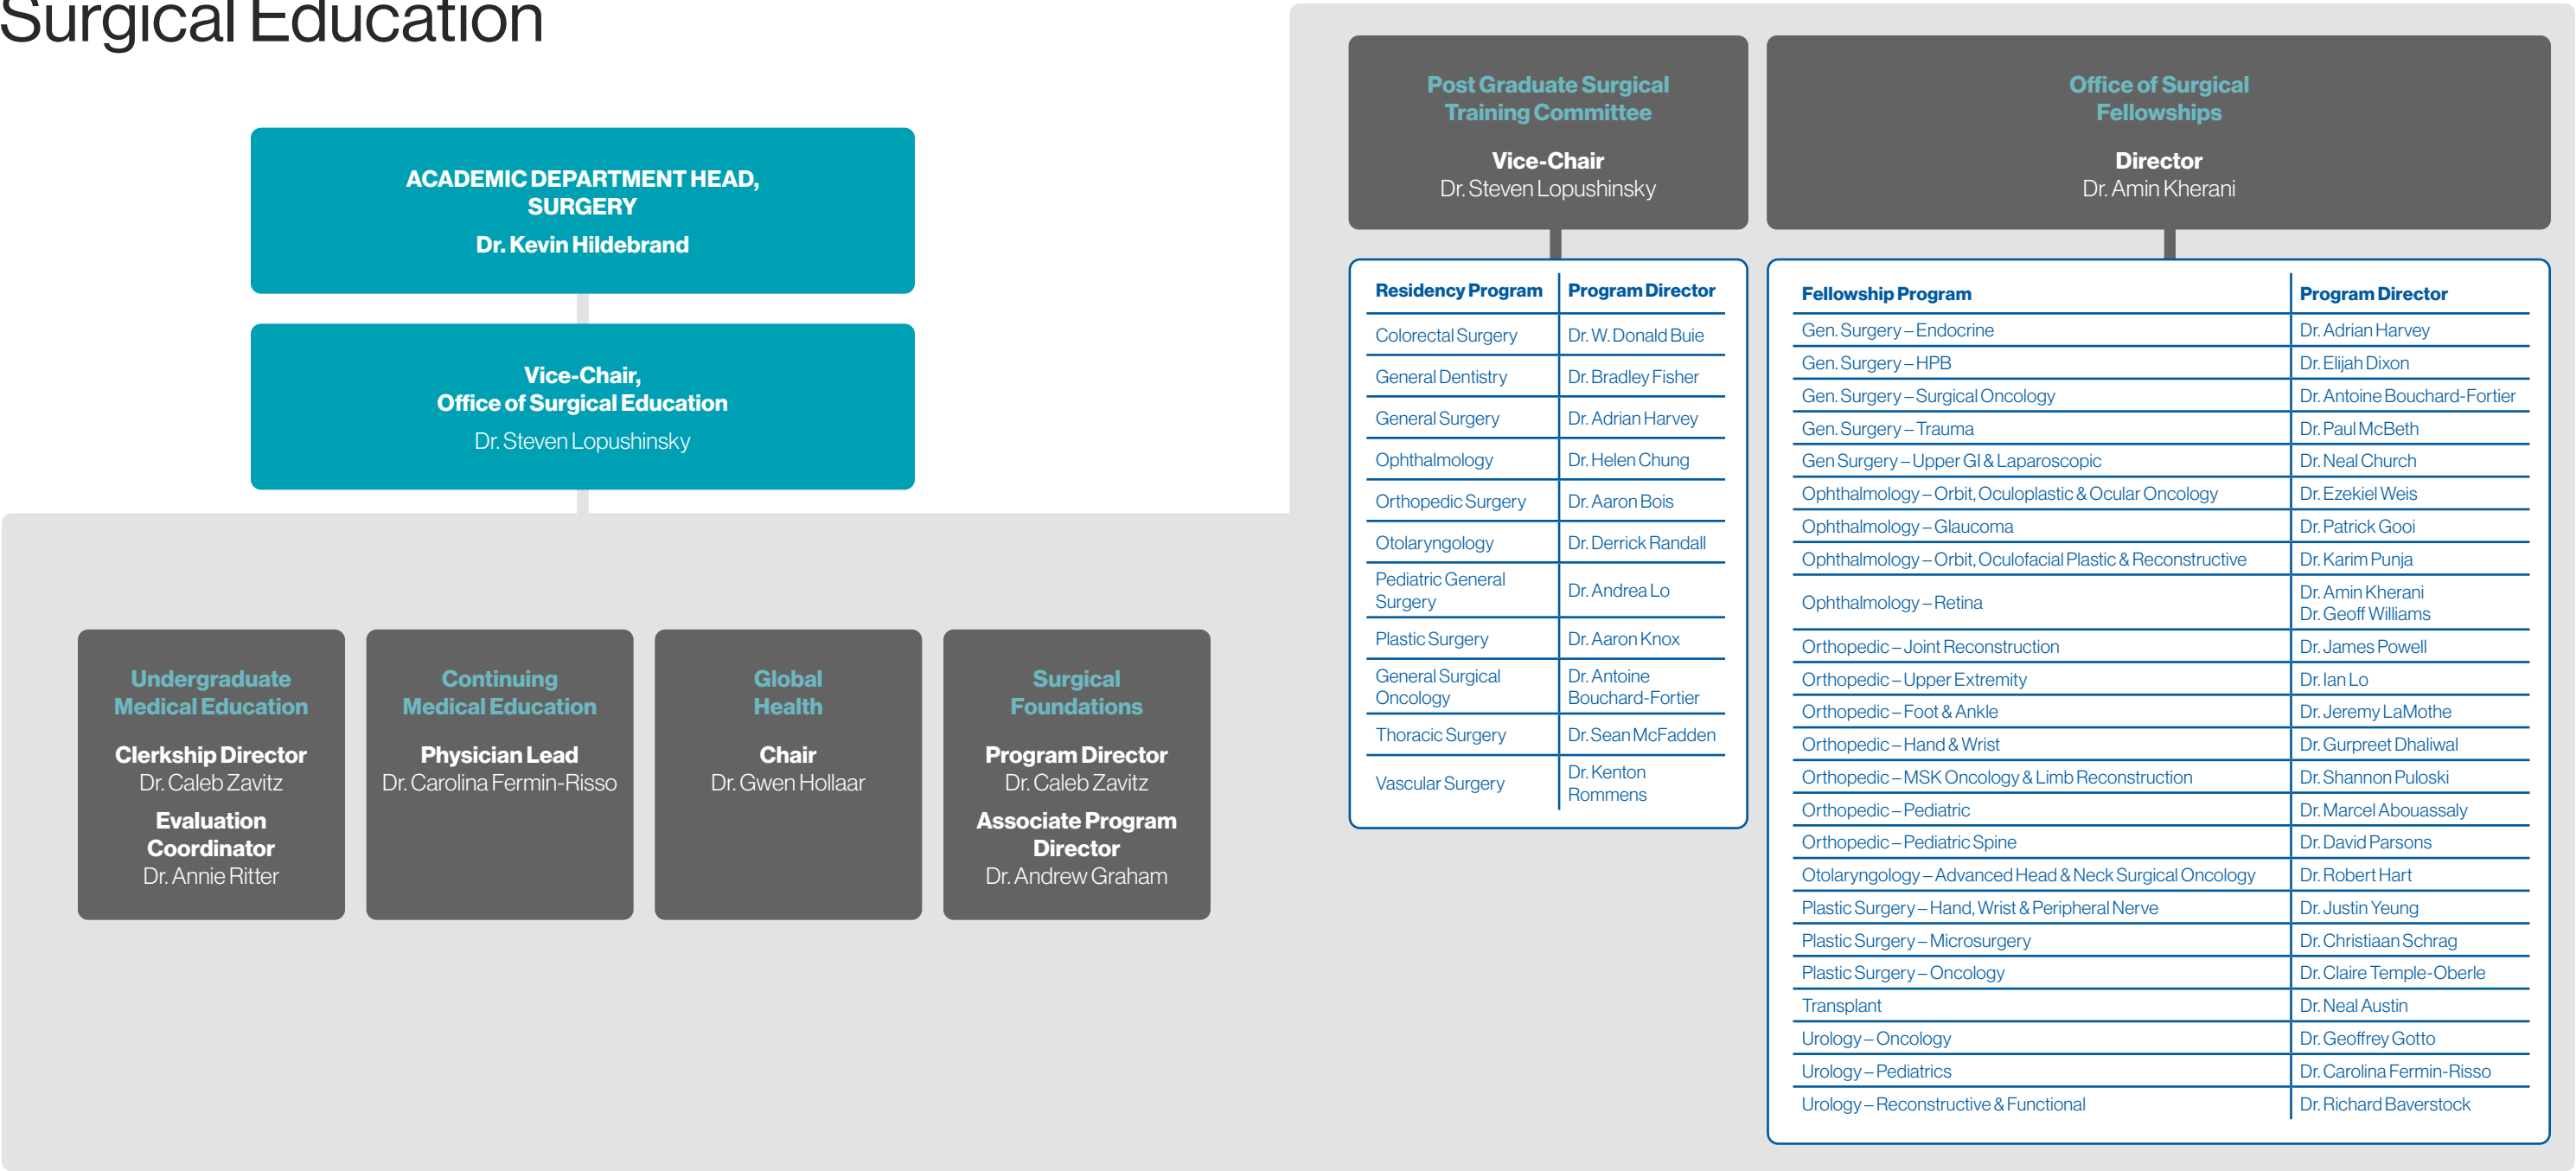 Surgical Education
ACADEMIC DEPARTMENT HEAD,
SURGERY
Dr. Kevin Hildebrand
Vice-Chair,
Office of Surgical Education
Dr. Steven Lopushinsky
Undergraduate
Medical Education
Clerkship Director
Dr. Caleb Zavitz
Evaluation
Coordinator
Dr. Annie Ritter
Continuing
Medical Education
Physician Lead
Dr. Carolina Fermin-Risso
Global
Health
Chair
Dr. Gwen Hollaar
Surgical
Foundations
Program Director
Dr. Caleb Zavitz
Associate Program
Director
Dr. Andrew Graham
Post Graduate Surgical
Training Committee
Vice-Chair
Dr. Steven Lopushinsky
Residency Program Program Director
Colorectal Surgery Dr. W. Donald Buie
General Dentistry Dr. Bradley Fisher
General Surgery Dr. Adrian Harvey
Ophthalmology Dr. Helen Chung
Orthopedic Surgery Dr. Aaron Bois
Otolaryngology Dr. Derrick Randall
Pediatric General
Surgery
Dr. Andrea Lo
Plastic Surgery Dr. Aaron Knox
General Surgical
Oncology
Dr. Antoine
Bouchard-Fortier
Thoracic Surgery Dr. Sean McFadden
Vascular Surgery
Dr. Kenton
Rommens
Office of Surgical
Fellowships
Director
Dr. Amin Kherani
Fellowship Program Program Director
Gen. Surgery – Endocrine Dr. Adrian Harvey
Gen. Surgery – HPB Dr. Elijah Dixon
Gen. Surgery – Surgical Oncology Dr. Antoine Bouchard-Fortier
Gen. Surgery – Trauma Dr. Paul McBeth
Gen Surgery – Upper GI & Laparoscopic Dr. Neal Church
Ophthalmology – Orbit, Oculoplastic & Ocular Oncology Dr. Ezekiel Weis
Ophthalmology – Glaucoma Dr. Patrick Gooi
Ophthalmology – Orbit, Oculofacial Plastic & Reconstructive Dr. Karim Punja
Ophthalmology – Retina
Dr. Amin Kherani
Dr. Geoff Williams
Orthopedic – Joint Reconstruction Dr. James Powell
Orthopedic – Upper Extremity Dr. Ian Lo
Orthopedic – Foot & Ankle Dr. Jeremy LaMothe
Orthopedic – Hand & Wrist Dr. Gurpreet Dhaliwal
Orthopedic – MSK Oncology & Limb Reconstruction Dr. Shannon Puloski
Orthopedic – Pediatric Dr. Marcel Abouassaly
Orthopedic – Pediatric Spine Dr. David Parsons
Otolaryngology – Advanced Head & Neck Surgical Oncology Dr. Robert Hart
Plastic Surgery – Hand, Wrist & Peripheral Nerve Dr. Justin Yeung
Plastic Surgery – Microsurgery Dr. Christiaan Schrag
Plastic Surgery – Oncology Dr. Claire Temple-Oberle
Transplant Dr. Neal Austin
Urology – Oncology Dr. Geoffrey Gotto
Urology – Pediatrics Dr. Carolina Fermin-Risso
Urology – Reconstructive & Functional Dr. Richard Baverstock